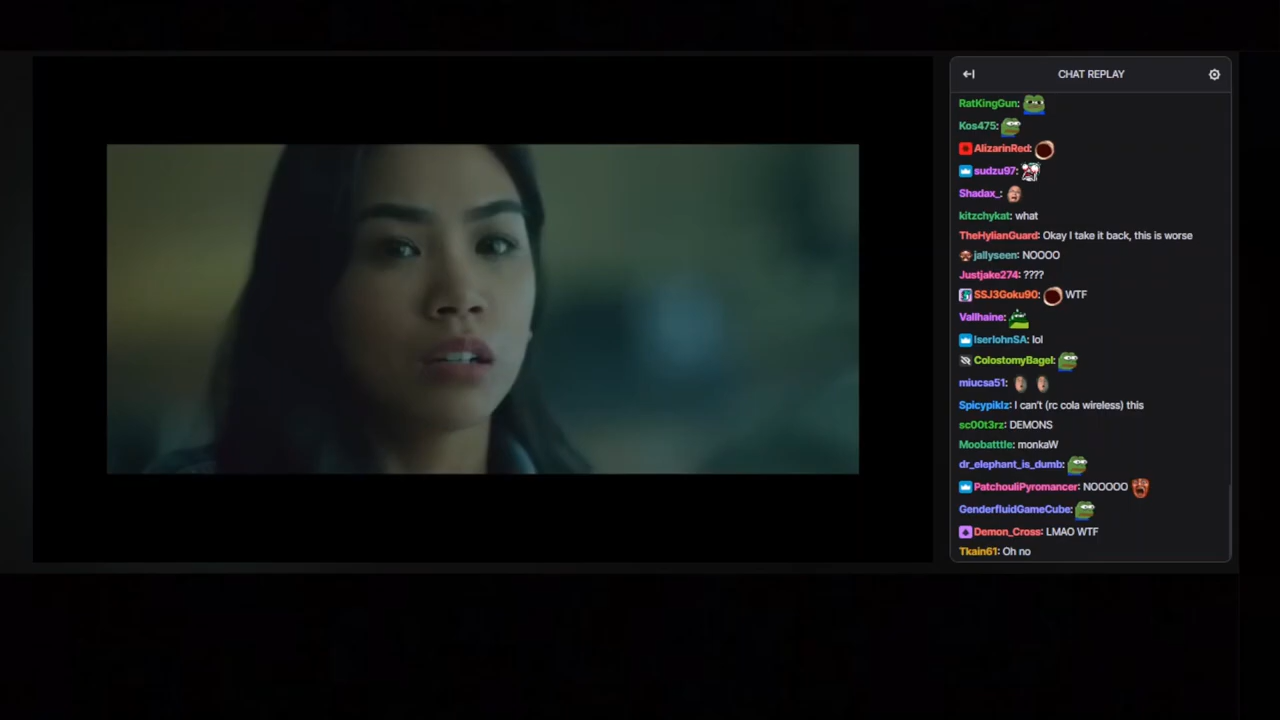 CHAT REPLAY
RatKingGun:
Kos475:
AlizarinRed:
sudzu97:
Shadax_:
kitzchykat: what
TheHylianGuard: Okay I take it back, this is worse
jallyseen: NOOOO
Justjake274: ????
SSJ3Goku90: WTF
Vallhaine:
IserlohnSA: lol
ColostomyBagel:
miucsa51:
Spicypiklz: I can't (rc cola wireless) this
sc00t3rz: DEMONS
Moobatttle: monkaW
dr_elephant_is_dumb:
PatchouliPyromancer: NOOOOO
GenderfluidGameCube:
Demon_Cross: LMAO WTF
Tkain61: Oh no